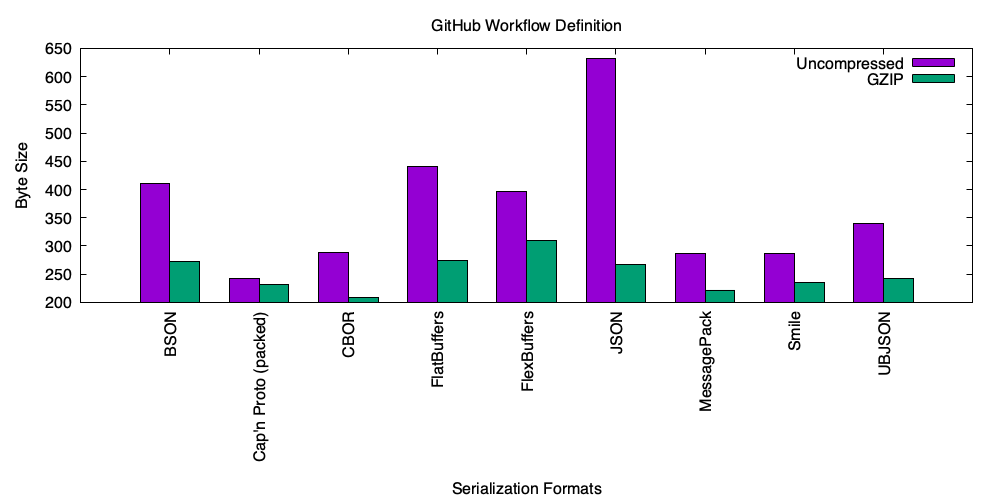 GitHub Workflow Definition
650
600
550
500
450
400
350
300
250
200
Byte Size
Uncompressed
GZIP
BSON
Cap'n Proto (packed)
CBOR
FlatBuffers
FlexBuffers
JSON
MessagePack
Smile
UBJSON
Serialization Formats